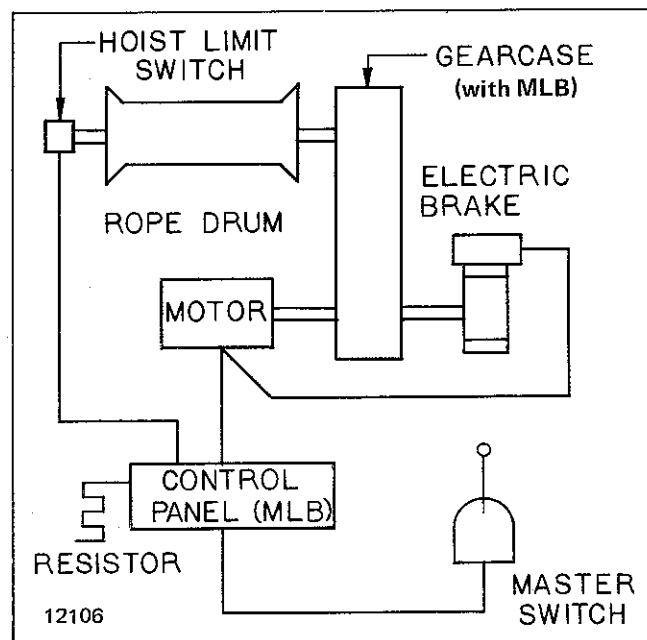 HOIST LIMIT
SWITCH
GEARCASE
(with MLB)
ELECTRIC
BRAKE
ROPE DRUM
MOTOR
CONTROL
PANEL (MLB)
RESISTOR
MASTER
SWITCH
12106